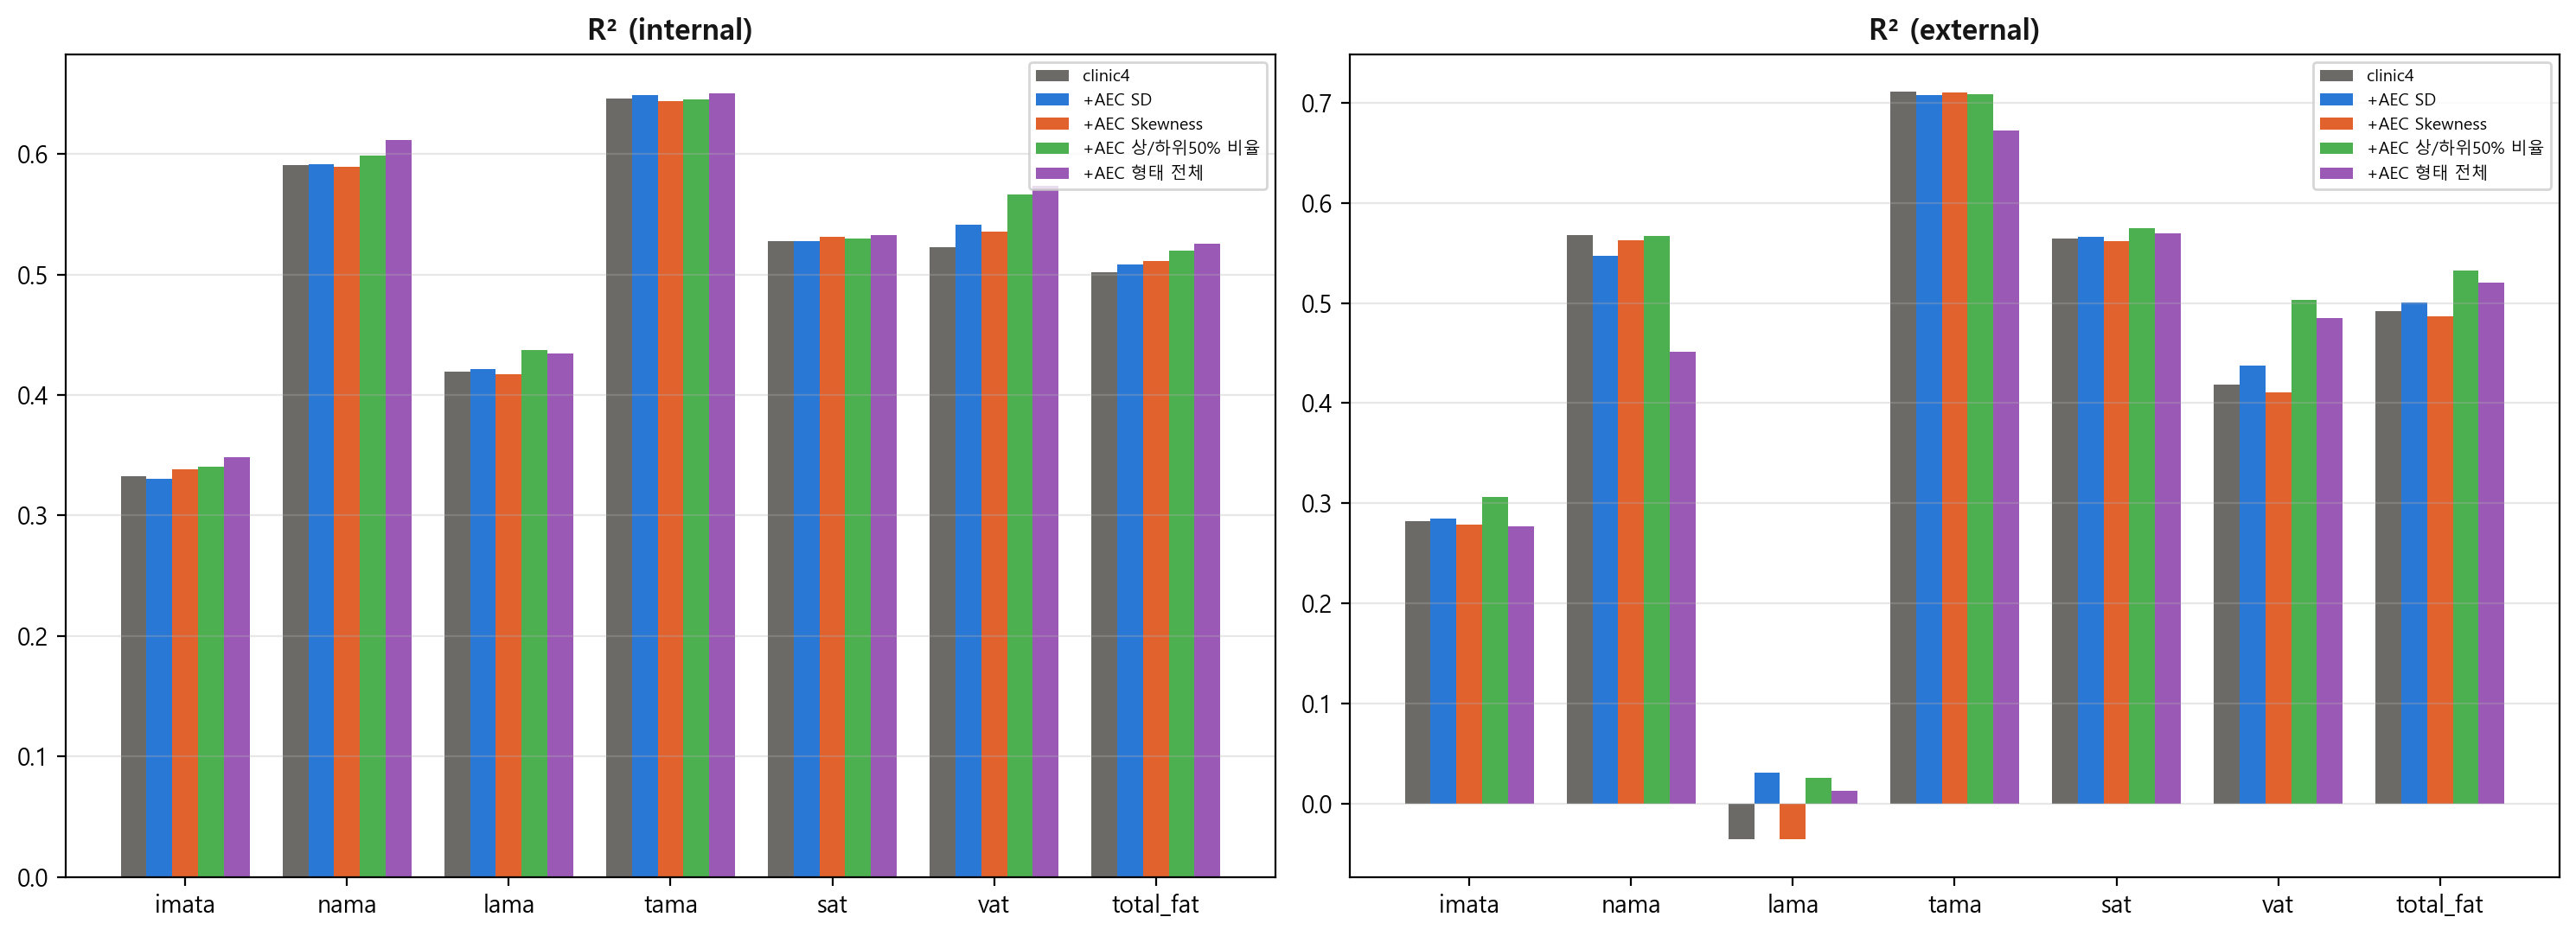 R² (internal)
clinic4
+AEC SD
+AEC Skewness
+AEC 상/하위50% 비율
+AEC 형태 전체
0.6
0.5
0.4
0.3
0.2
0.1
0.0
imata nama lama tama sat vat total_fat
R² (external)
clinic4
+AEC SD
+AEC Skewness
+AEC 상/하위50% 비율
+AEC 형태 전체
0.7
0.6
0.5
0.4
0.3
0.2
0.1
0.0
imata nama lama tama sat vat total_fat